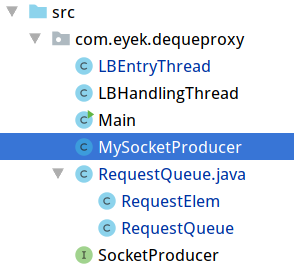 src
com.eyek.dequeproxy
LBEntryThread
LBHandlingThread
Main
MySocketProducer
RequestQueue.java
RequestElem
RequestQueue
SocketProducer